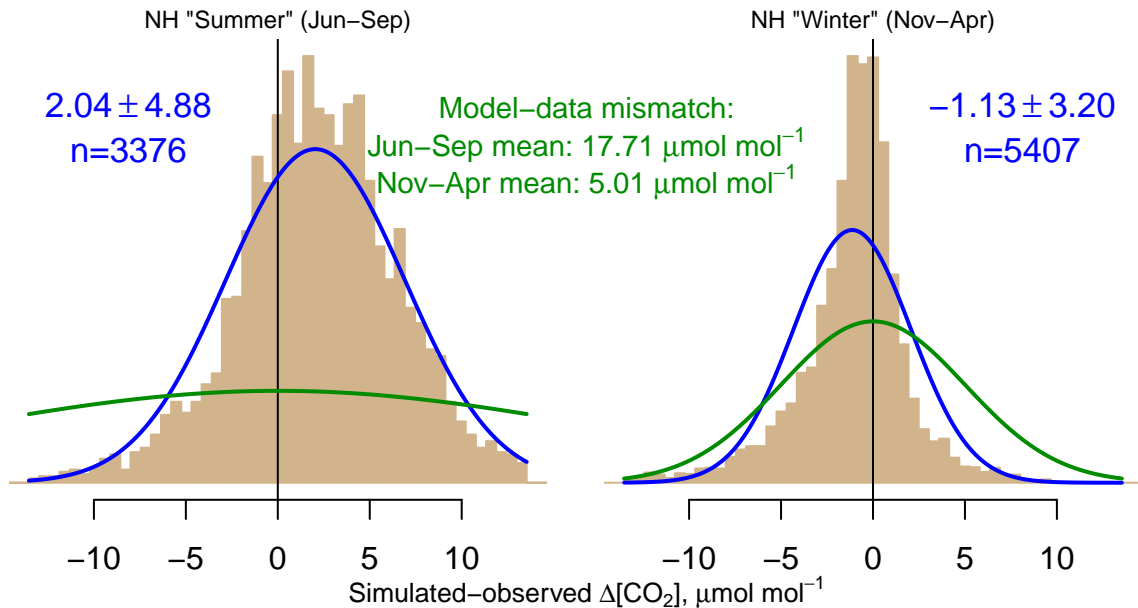 NH "Summer" (Jun−Sep)
NH "Winter" (Nov−Apr)
2.04 ± 4.88
n=3376
Model−data mismatch:
Jun−Sep mean: 17.71 μmol mol⁻¹
Nov−Apr mean: 5.01 μmol mol⁻¹
−1.13 ± 3.20
n=5407
−10 −5 0 5 10
−10 −5 0 5 10
Simulated−observed Δ[CO₂], μmol mol⁻¹